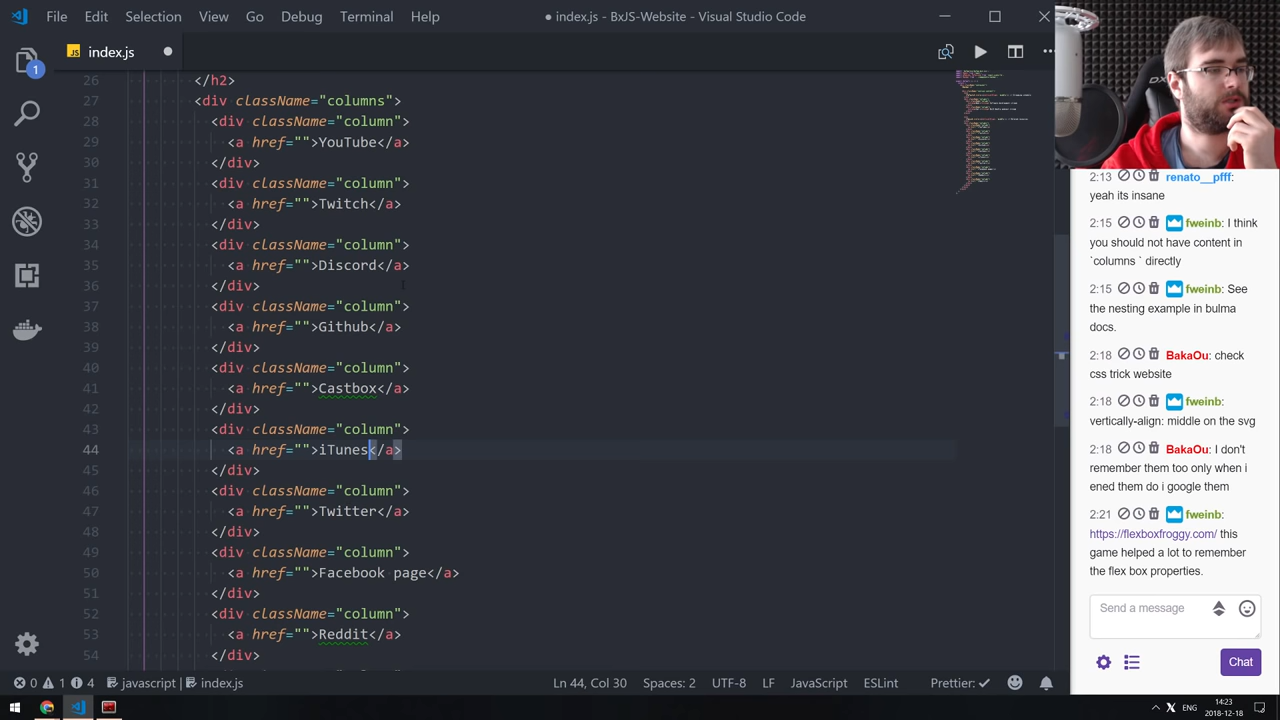 File Edit Selection View Go Debug Terminal Help
● index.js - BxJS-Website - Visual Studio Code
JS index.js
1
26 </h2>
27 <div className="columns">
28 <div className="column">
29 <a href="">YouTube</a>
30 </div>
31 <div className="column">
32 <a href="">Twitch</a>
33 </div>
34 <div className="column">
35 <a href="">Discord</a>
36 </div>
37 <div className="column">
38 <a href="">Github</a>
39 </div>
40 <div className="column">
41 <a href="">Castbox</a>
42 </div>
43 <div className="column">
44 <a href="">iTunes</a>
45 </div>
46 <div className="column">
47 <a href="">Twitter</a>
48 </div>
49 <div className="column">
50 <a href="">Facebook page</a>
51 </div>
52 <div className="column">
53 <a href="">Reddit</a>
54 </div>
0 1 4 javascript | index.js
Ln 44, Col 30 Spaces: 2 UTF-8 LF JavaScript ESLint Prettier: ✓
2:13 renato__pfff:
yeah its insane
2:15 fweinb: I think
you should not have content in
`columns ` directly
2:15 fweinb: See
the nesting example in bulma
docs.
2:18 BakaOu: check
css trick website
2:18 fweinb:
vertically-align: middle on the svg
2:18 BakaOu: I don't
remember them too only when i
ened them do i google them
2:21 fweinb:
https://flexboxfroggy.com/ this
game helped a lot to remember
the flex box properties.
Send a message
Chat
ENG
14:23
2018-12-18